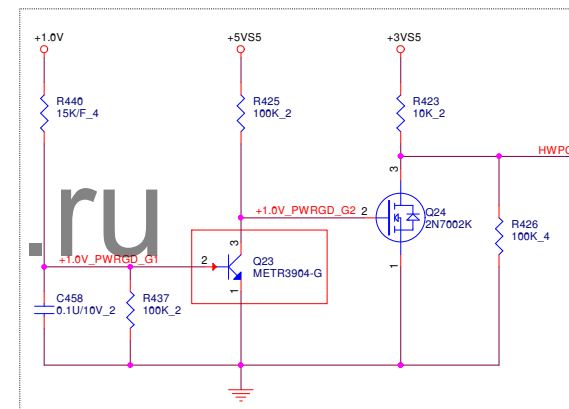 +1.0V
+5VS5
+3VS5
R440
15K/F_4
R425
100K_2
R423
10K_2
HWPG
3
+1.0V_PWRGD_G2
2
Q24
2N7002K
R426
100K_4
.ru
+1.0V_PWRGD_G1
2
3
Q23
METR3904-G
1
1
C458
0.1U/10V_2
R437
100K_2